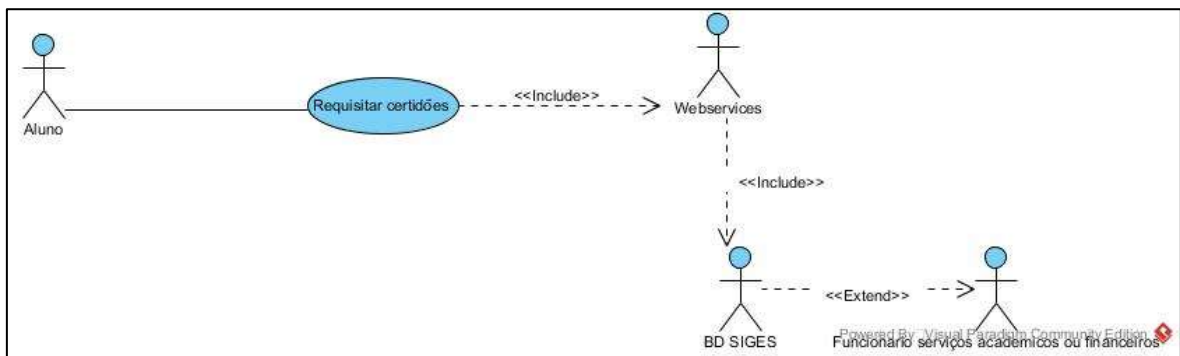 Aluno
Requisitar certidões
<<Include>>
Webservices
<<Include>>
BD SIGES
<<Extend>>
Powered By Visual Paradigm Community Edition
Funcionario serviços academicos ou financeiros